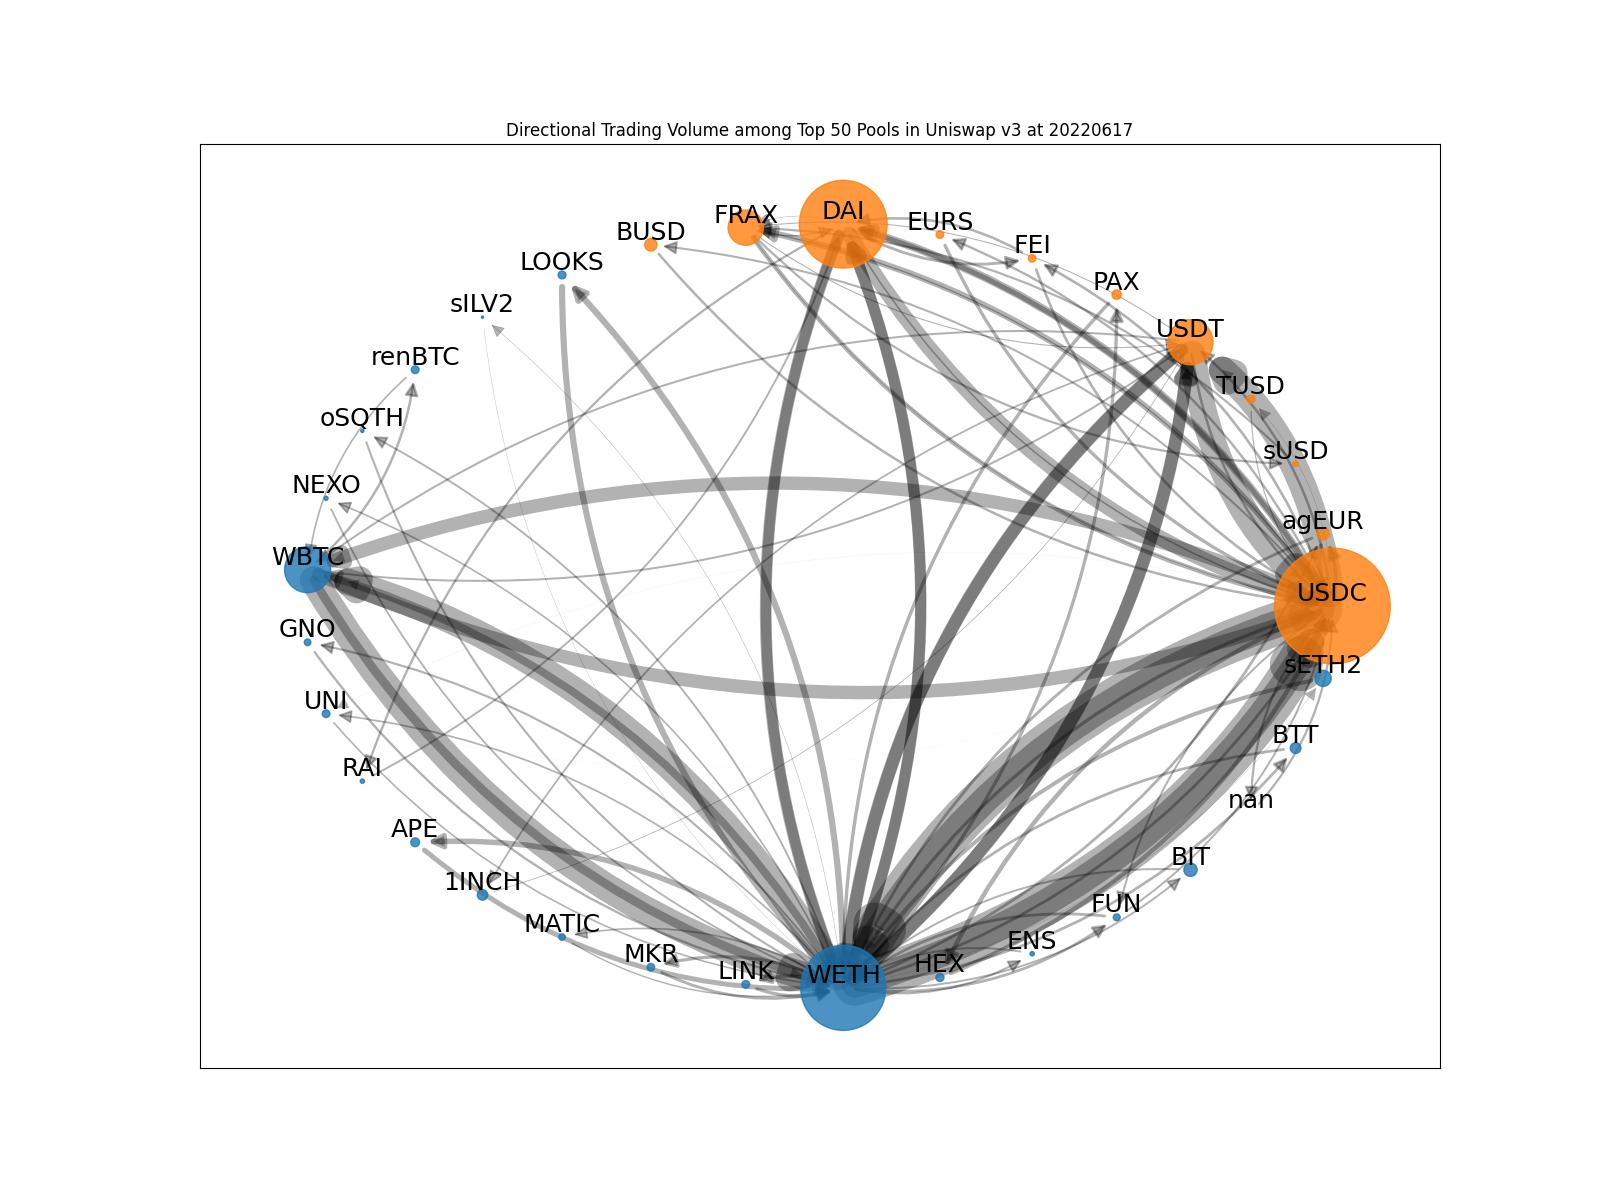 Directional Trading Volume among Top 50 Pools in Uniswap v3 at 20220617
DAI
FRAX
EURS
BUSD
FEI
LOOKS
PAX
sILV2
USDT
renBTC
TUSD
oSQTH
sUSD
NEXO
agEUR
WBTC
USDC
GNO
sETH2
UNI
BTT
RAI
nan
APE
BIT
1INCH
FUN
MATIC
ENS
MKR
HEX
LINK
WETH